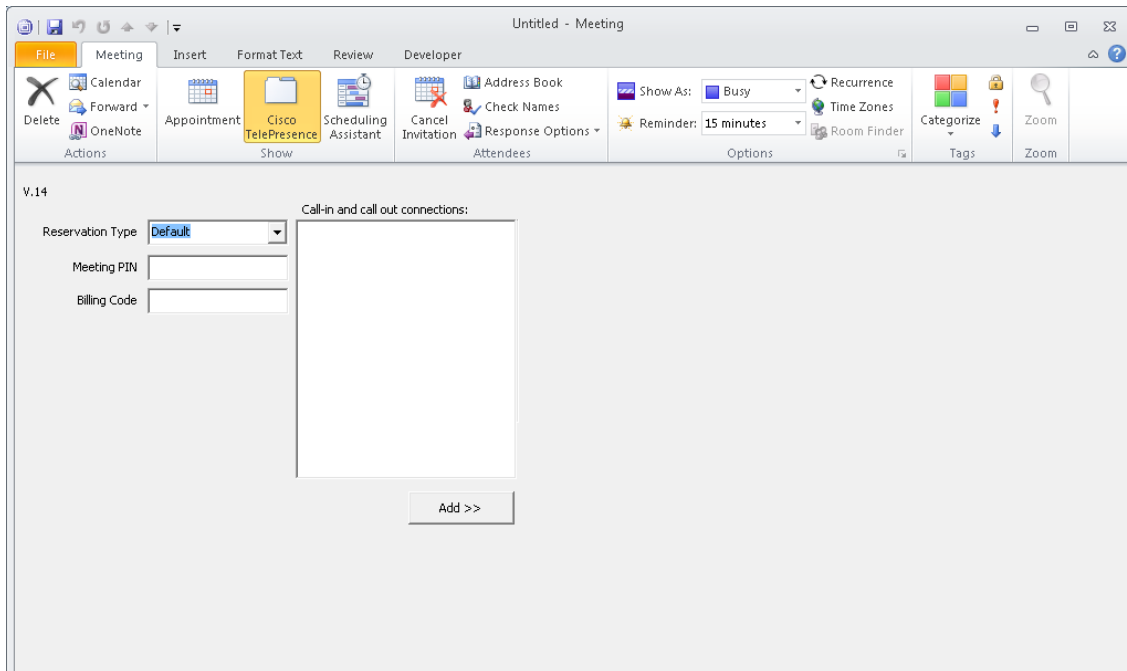 Untitled - Meeting
File Meeting Insert Format Text Review Developer
Delete
Calendar
Forward
OneNote
Actions
Appointment
Cisco TelePresence
Scheduling Assistant
Show
Cancel Invitation
Address Book
Check Names
Response Options
Attendees
Show As: Busy
Reminder: 15 minutes
Recurrence
Time Zones
Room Finder
Options
Categorize
Tags
Zoom
Zoom
V.14
Call-in and call out connections:
Reservation Type Default
Meeting PIN
Billing Code
Add >>